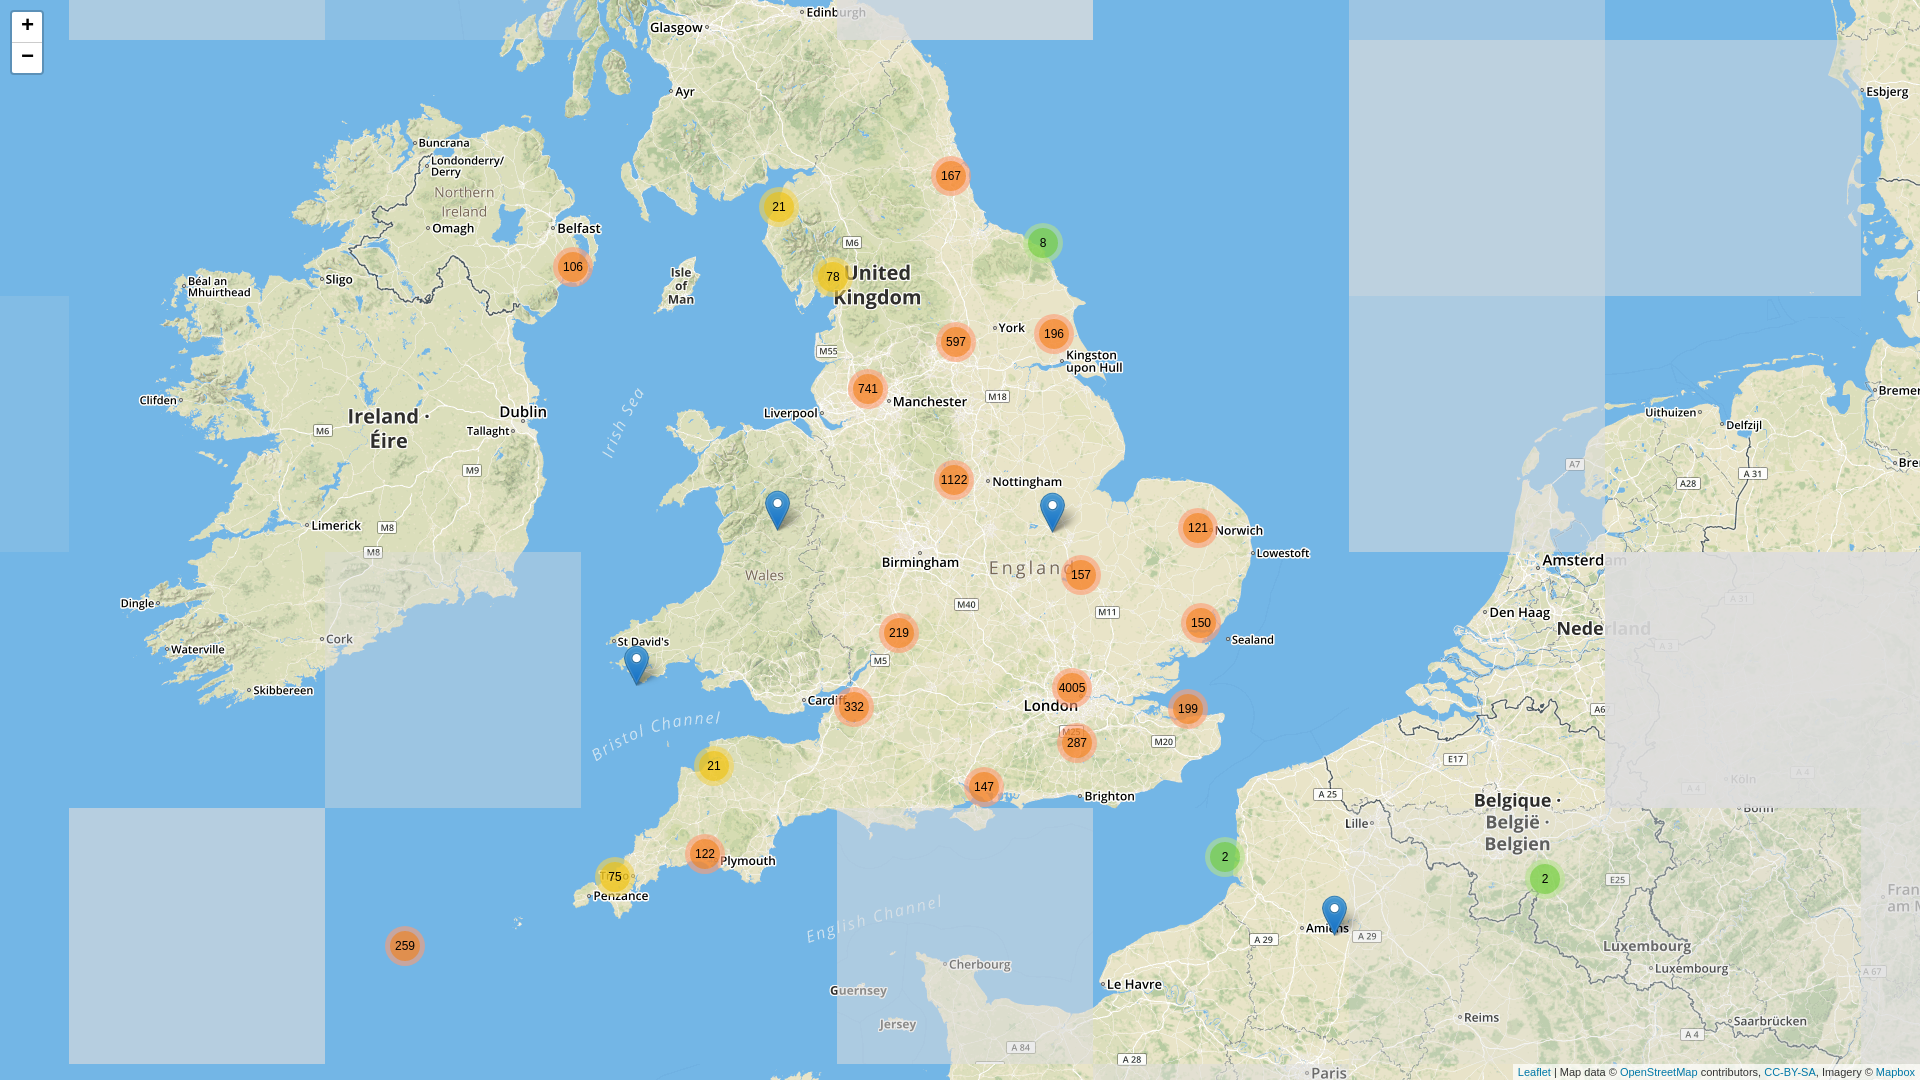 +
−
Glasgow
Edinburgh
Ayr
Esbjerg
Buncrana
Londonderry/
Derry
Northern
Ireland
Omagh
Belfast
167
21
8
M6
106
78
United
Kingdom
Isle
of
Man
Béal an
Mhuirthead
Sligo
York
196
597
M55
Kingston
upon Hull
741
Manchester
M18
Liverpool
Irish Sea
Clifden
Ireland ·
Éire
Dublin
Tallaght
M6
M9
Uithuizen
Delfzijl
Breme
A7
A 31
A28
Bre
1122
Nottingham
Limerick
M8
M8
121
Norwich
Lowestoft
Birmingham
England
157
Wales
Amsterdam
Dingle
M40
M11
Den Haag
A 31
Nederland
Cork
Waterville
219
150
Sealand
St David's
M5
A 3
Skibbereen
4005
London
Cardiff
332
199
A6
Bristol Channel
M25
287
M20
E17
21
147
Brighton
A 25
Köln
A 4
A 4
Bonn
Belgique ·
België ·
Belgien
Lille
122
Plymouth
2
75
Penzance
2
E25
Fran
am M
English Channel
Amiens
A 29
A 29
259
Luxembourg
Luxembourg
A 67
Cherbourg
Guernsey
Le Havre
Jersey
Reims
Saarbrücken
A 4
A 84
A 28
Paris
Leaflet | Map data © OpenStreetMap contributors, CC-BY-SA, Imagery © Mapbox